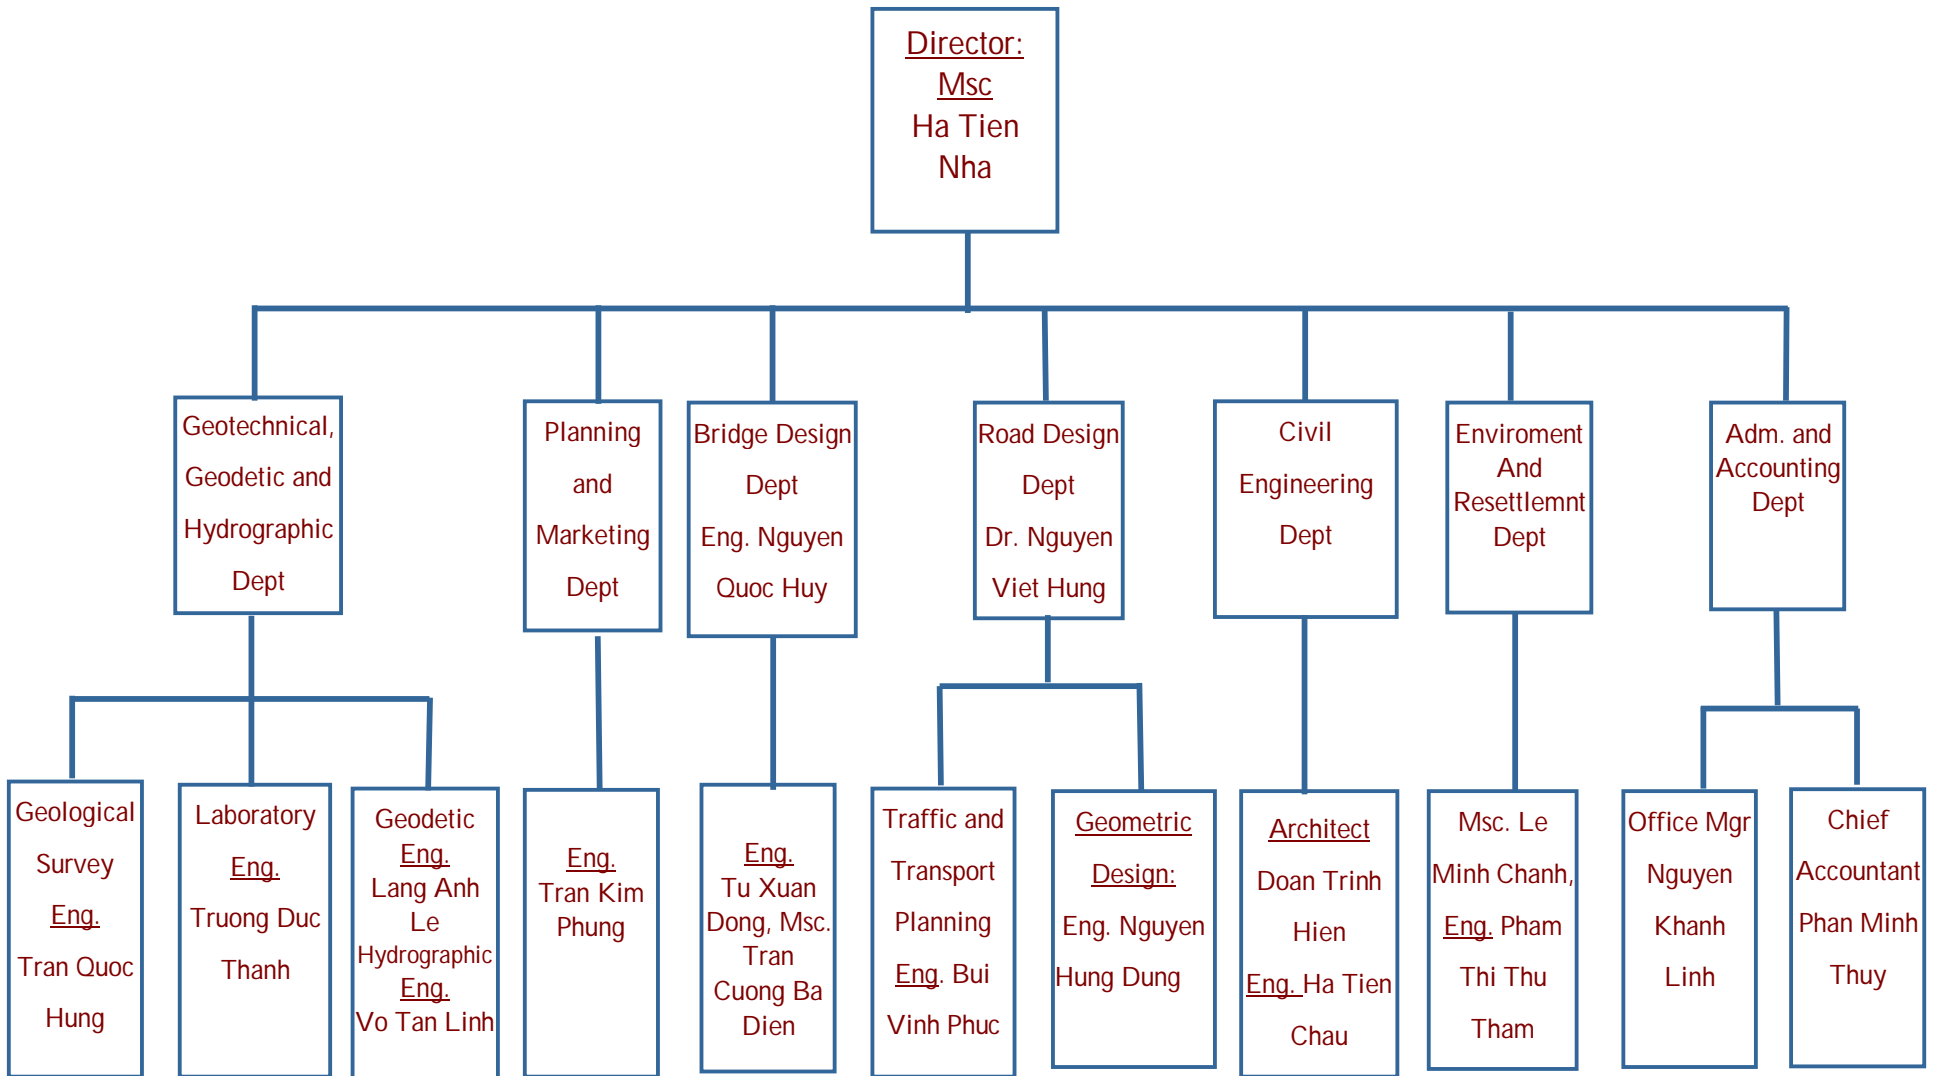 Director:
Msc
Ha Tien
Nha
Geotechnical,
Geodetic and
Hydrographic
Dept
Planning
and
Marketing
Dept
Bridge Design
Dept
Eng. Nguyen
Quoc Huy
Road Design
Dept
Dr. Nguyen
Viet Hung
Civil
Engineering
Dept
Enviroment
And
Resettlemnt
Dept
Adm. and
Accounting
Dept
Geological
Survey
Eng.
Tran Quoc
Hung
Laboratory
Eng.
Truong Duc
Thanh
Geodetic
Eng.
Lang Anh
Le
Hydrographic
Eng.
Vo Tan Linh
Eng.
Tran Kim
Phung
Eng.
Tu Xuan
Dong, Msc.
Tran
Cuong Ba
Dien
Traffic and
Transport
Planning
Eng. Bui
Vinh Phuc
Geometric
Design:
Eng. Nguyen
Hung Dung
Architect
Doan Trinh
Hien
Eng. Ha Tien
Chau
Msc. Le
Minh Chanh,
Eng. Pham
Thi Thu
Tham
Office Mgr
Nguyen
Khanh
Linh
Chief
Accountant
Phan Minh
Thuy